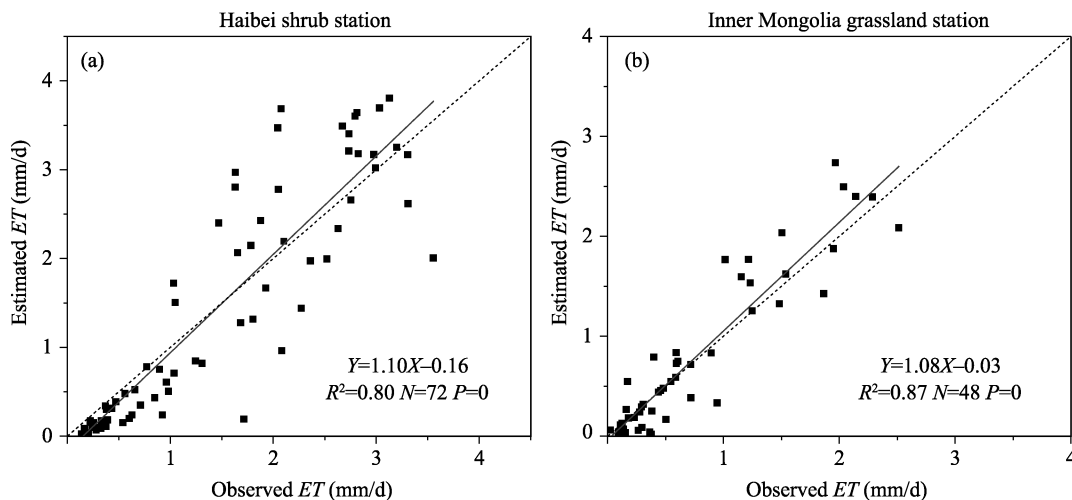 Haibei shrub station
(a)
Estimated ET (mm/d)
4
3
2
1
0
1 2 3 4
Observed ET (mm/d)
Y=1.10X–0.16
R²=0.80 N=72 P=0
Inner Mongolia grassland station
(b)
Estimated ET (mm/d)
4
3
2
1
0
1 2 3 4
Observed ET (mm/d)
Y=1.08X–0.03
R²=0.87 N=48 P=0